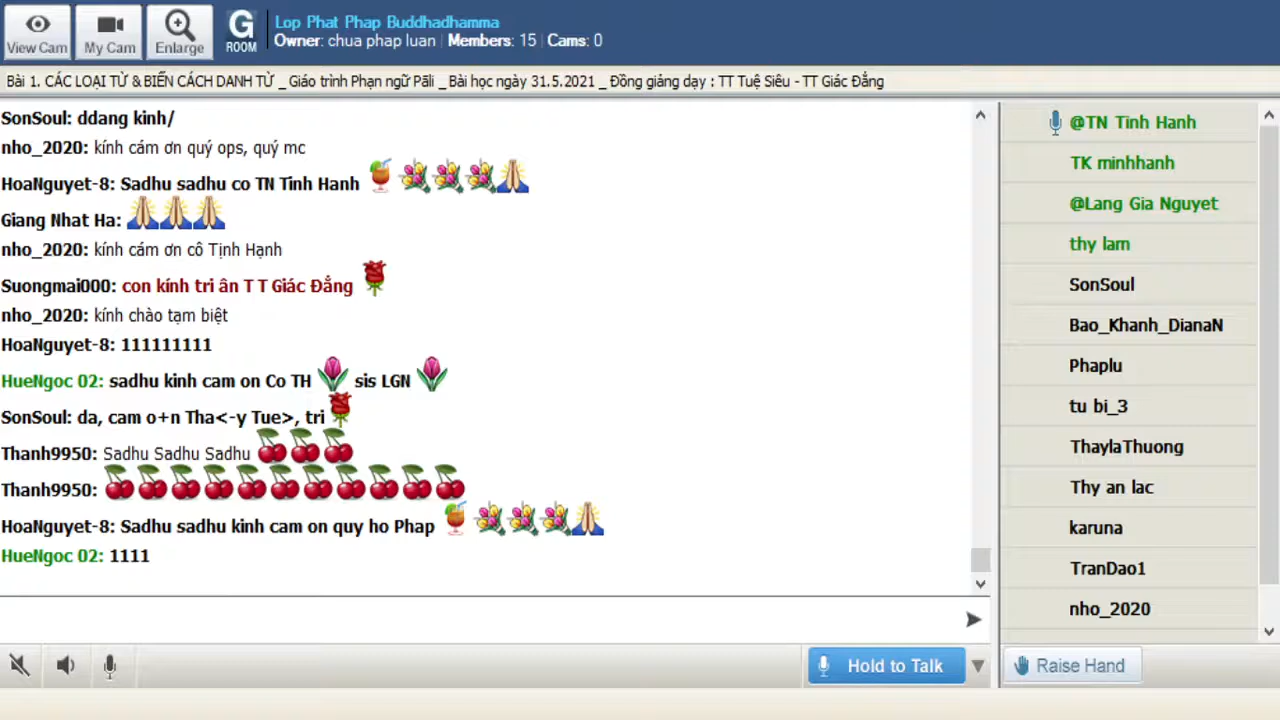 View Cam
My Cam
Enlarge
G
ROOM
Lop Phat Phap Buddhadhamma
Owner: chua phap luan | Members: 15 | Cams: 0
Bài 1. CÁC LOẠI TỪ & BIẾN CÁCH DANH TỪ _ Giáo trình Phạn ngữ Pāli _ Bài học ngày 31.5.2021 _ Đồng giảng dạy : TT Tuệ Siêu - TT Giác Đẳng
SonSoul: ddang kinh/
nho_2020: kính cám ơn quý ops, quý mc
HoaNguyet-8: Sadhu sadhu co TN Tinh Hanh
Giang Nhat Ha:
nho_2020: kính cám ơn cô Tịnh Hạnh
Suongmai000: con kính tri ân T T Giác Đẳng
nho_2020: kính chào tạm biệt
HoaNguyet-8: 111111111
HueNgoc 02: sadhu kinh cam on Co TH sis LGN
SonSoul: da, cam o+n Tha<-y Tue>, tri
Thanh9950: Sadhu Sadhu Sadhu
Thanh9950:
HoaNguyet-8: Sadhu sadhu kinh cam on quy ho Phap
HueNgoc 02: 1111
@TN Tinh Hanh
TK minhhanh
@Lang Gia Nguyet
thy lam
SonSoul
Bao_Khanh_DianaN
Phaplu
tu bi_3
ThaylaThuong
Thy an lac
karuna
TranDao1
nho_2020
Hold to Talk
Raise Hand